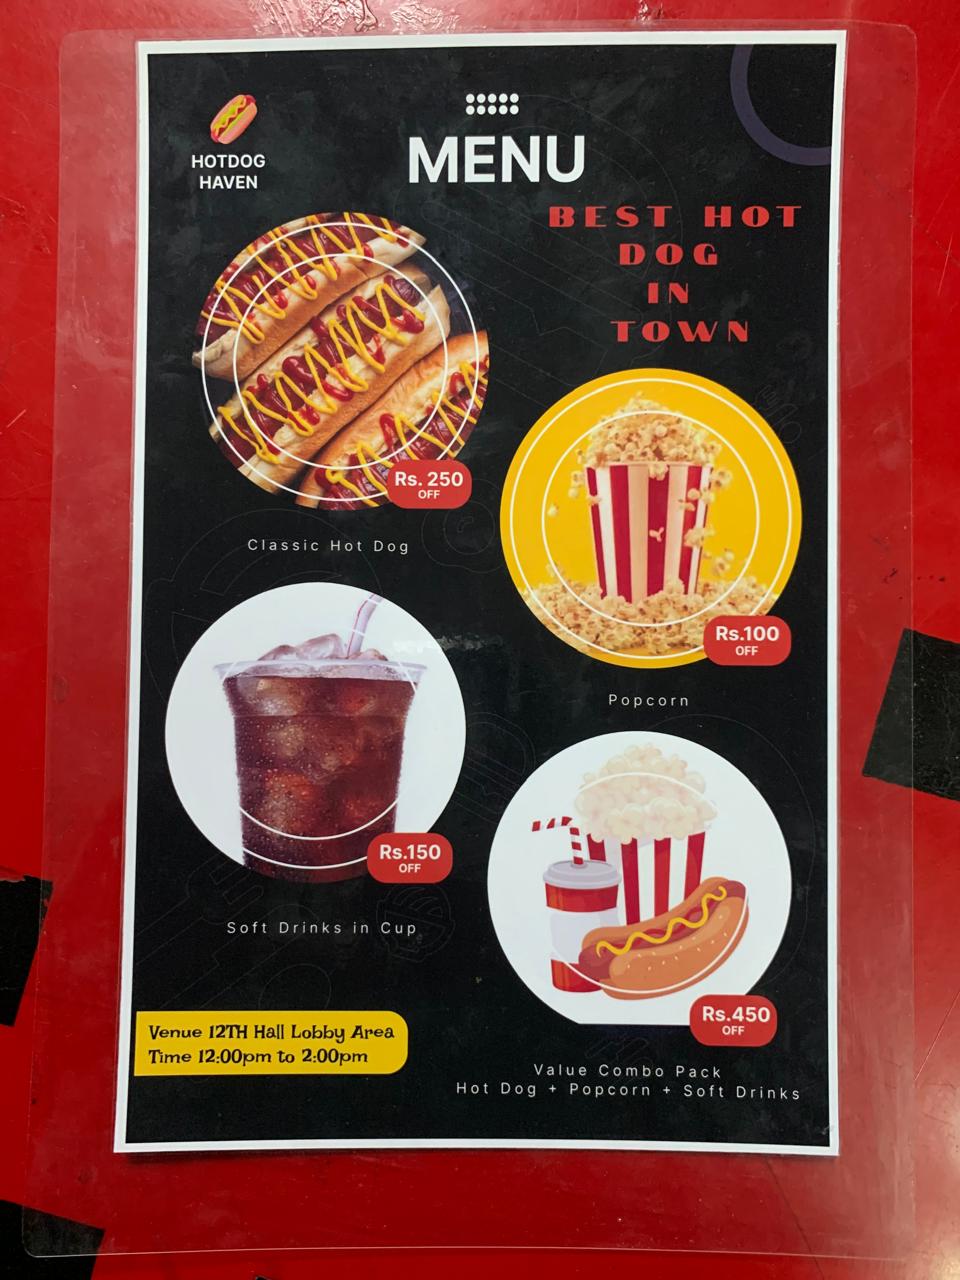 HOTDOG
HAVEN
MENU
BEST HOT
DOG
IN
TOWN
Rs. 250
OFF
Classic Hot Dog
Rs.100
OFF
Popcorn
Rs.150
OFF
Soft Drinks in Cup
Rs.450
OFF
Value Combo Pack
Hot Dog + Popcorn + Soft Drinks
Venue 12TH Hall Lobby Area
Time 12:00pm to 2:00pm